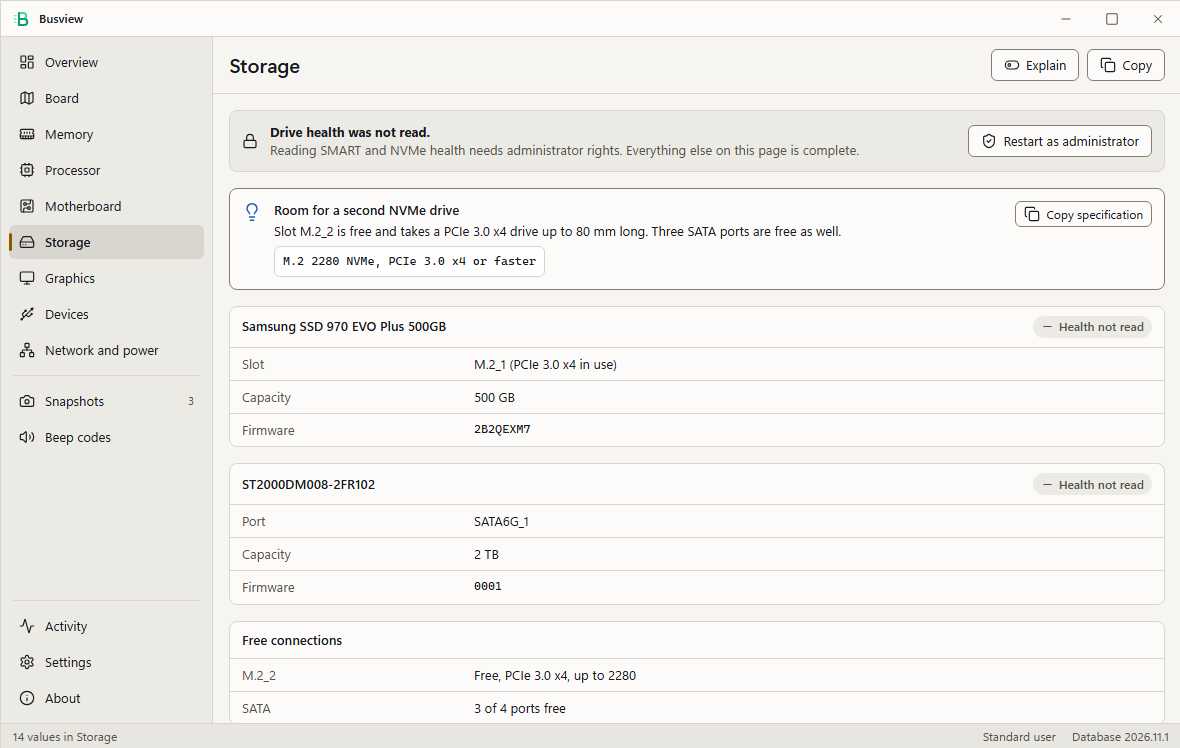 Busview
Overview
Board
Memory
Processor
Motherboard
Storage
Graphics
Devices
Network and power
Snapshots 3
Beep codes
Activity
Settings
About
Storage
Explain
Copy
Drive health was not read.
Reading SMART and NVMe health needs administrator rights. Everything else on this page is complete.
Restart as administrator
Room for a second NVMe drive
Slot M.2_2 is free and takes a PCIe 3.0 x4 drive up to 80 mm long. Three SATA ports are free as well.
M.2 2280 NVMe, PCIe 3.0 x4 or faster
Copy specification
Samsung SSD 970 EVO Plus 500GB
Health not read
Slot M.2_1 (PCIe 3.0 x4 in use)
Capacity 500 GB
Firmware 2B2QEXM7
ST2000DM008-2FR102
Health not read
Port SATA6G_1
Capacity 2 TB
Firmware 0001
Free connections
M.2_2 Free, PCIe 3.0 x4, up to 2280
SATA 3 of 4 ports free
14 values in Storage
Standard user
Database 2026.11.1